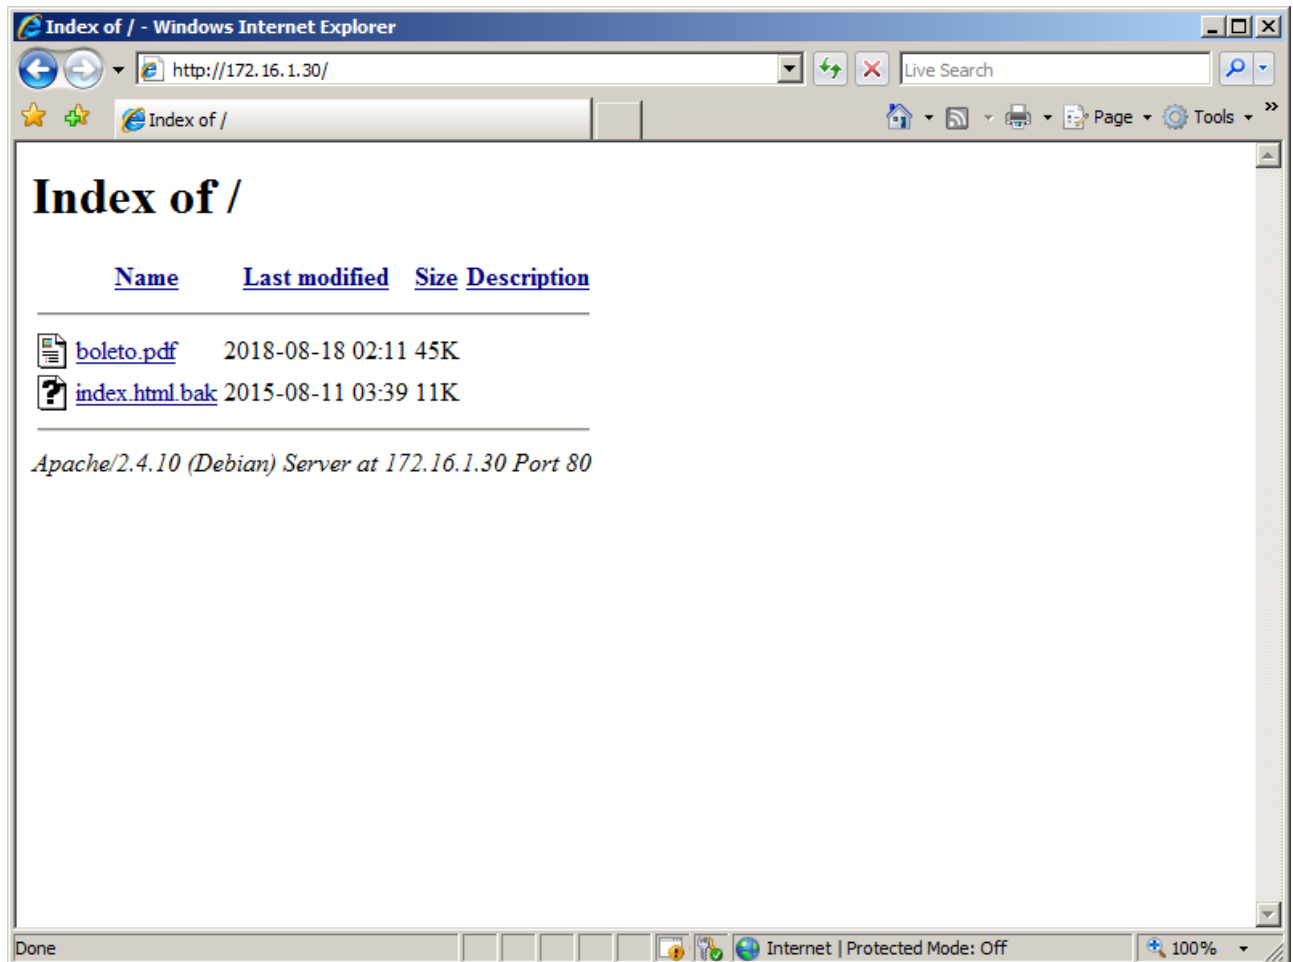 Index of / - Windows Internet Explorer
http://172.16.1.30/
Live Search
Index of /
Page Tools »
Index of /
Name Last modified Size Description
boleto.pdf 2018-08-18 02:11 45K
index.html.bak 2015-08-11 03:39 11K
Apache/2.4.10 (Debian) Server at 172.16.1.30 Port 80
Done Internet | Protected Mode: Off 100%